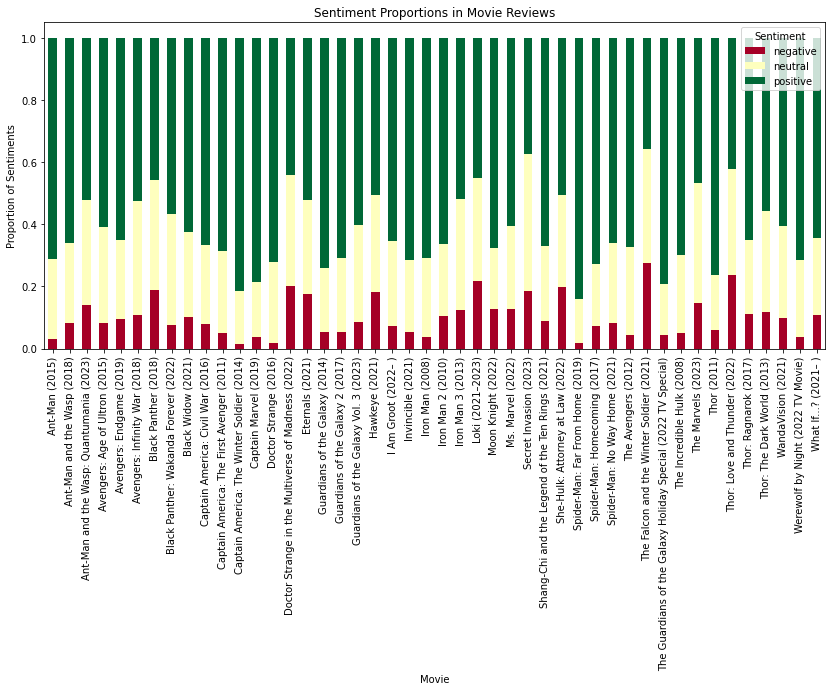 Sentiment Proportions in Movie Reviews
Sentiment
negative
neutral
positive
Proportion of Sentiments
1.0
0.8
0.6
0.4
0.2
0.0
Ant-Man (2015)
Ant-Man and the Wasp (2018)
Ant-Man and the Wasp: Quantumania (2023)
Avengers: Age of Ultron (2015)
Avengers: Endgame (2019)
Avengers: Infinity War (2018)
Black Panther (2018)
Black Panther: Wakanda Forever (2022)
Black Widow (2021)
Captain America: Civil War (2016)
Captain America: The First Avenger (2011)
Captain America: The Winter Soldier (2014)
Captain Marvel (2019)
Doctor Strange (2016)
Doctor Strange in the Multiverse of Madness (2022)
Eternals (2021)
Guardians of the Galaxy (2014)
Guardians of the Galaxy 2 (2017)
Guardians of the Galaxy Vol. 3 (2023)
Hawkeye (2021)
I Am Groot (2022– )
Invincible (2021)
Iron Man (2008)
Iron Man 2 (2010)
Iron Man 3 (2013)
Loki (2021–2023)
Moon Knight (2022)
Ms. Marvel (2022)
Secret Invasion (2023)
Shang-Chi and the Legend of the Ten Rings (2021)
She-Hulk: Attorney at Law (2022)
Spider-Man: Far From Home (2019)
Spider-Man: Homecoming (2017)
Spider-Man: No Way Home (2021)
The Avengers (2012)
The Falcon and the Winter Soldier (2021)
The Guardians of the Galaxy Holiday Special (2022 TV Special)
The Incredible Hulk (2008)
The Marvels (2023)
Thor (2011)
Thor: Love and Thunder (2022)
Thor: Ragnarok (2017)
Thor: The Dark World (2013)
WandaVision (2021)
Werewolf by Night (2022 TV Movie)
What If...? (2021– )
Movie